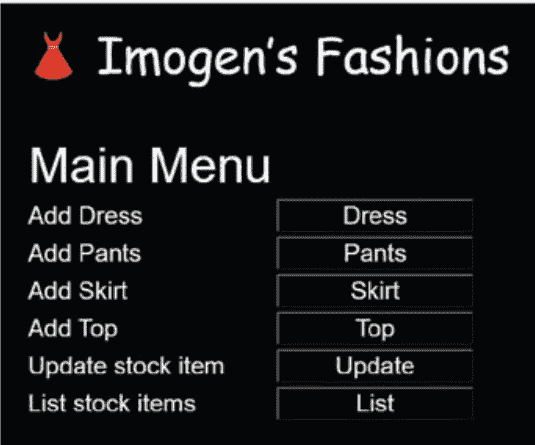 Imogen's Fashions
Main Menu
Add Dress Dress
Add Pants Pants
Add Skirt Skirt
Add Top Top
Update stock item Update
List stock items List